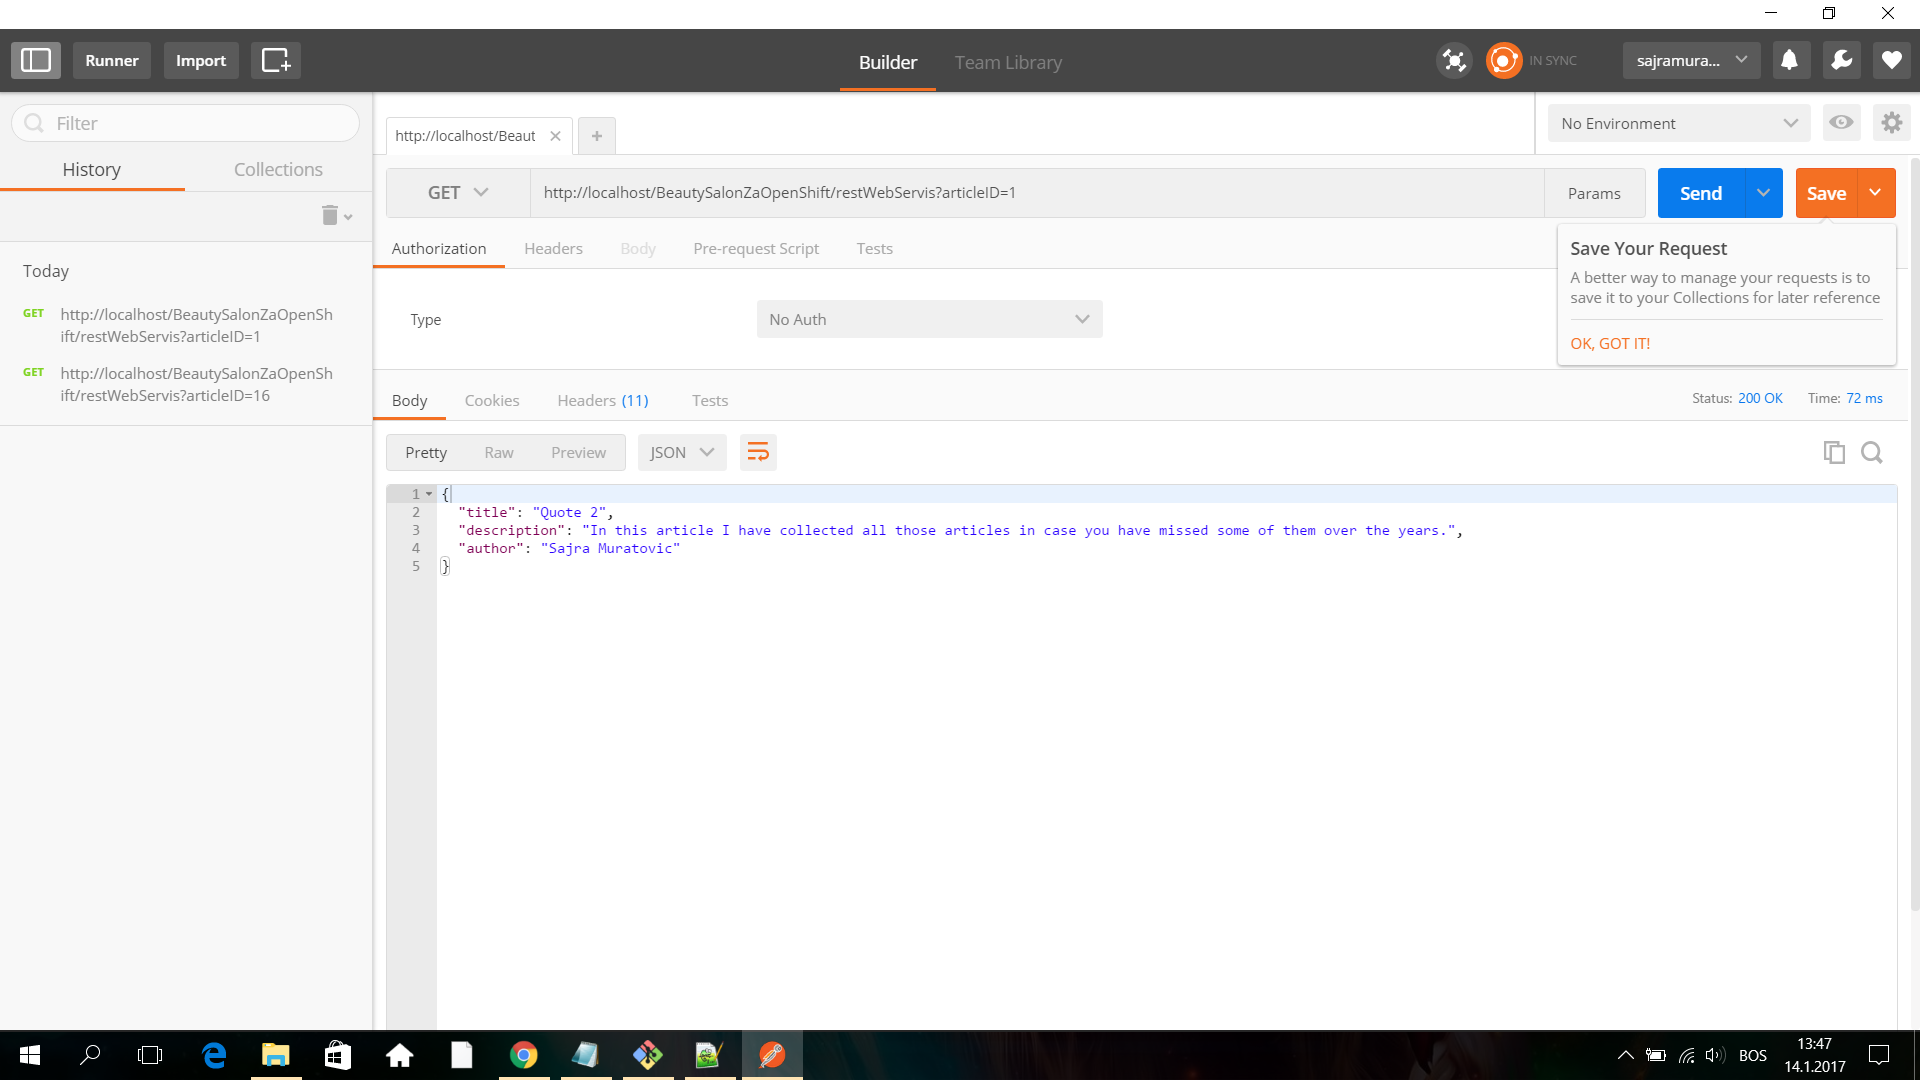 Runner
Import
Builder
Team Library
IN SYNC
sajramura...
Filter
History
Collections
Today
GET http://localhost/BeautySalonZaOpenSh
ift/restWebServis?articleID=1
GET http://localhost/BeautySalonZaOpenSh
ift/restWebServis?articleID=16
http://localhost/Beaut
No Environment
GET
http://localhost/BeautySalonZaOpenShift/restWebServis?articleID=1
Params
Send
Save
Authorization
Headers
Body
Pre-request Script
Tests
Save Your Request
A better way to manage your requests is to
save it to your Collections for later reference
OK, GOT IT!
Type
No Auth
Body
Cookies
Headers (11)
Tests
Status: 200 OK
Time: 72 ms
Pretty
Raw
Preview
JSON
1 {
2 "title": "Quote 2",
3 "description": "In this article I have collected all those articles in case you have missed some of them over the years.",
4 "author": "Sajra Muratovic"
5 }
BOS
13:47
14.1.2017